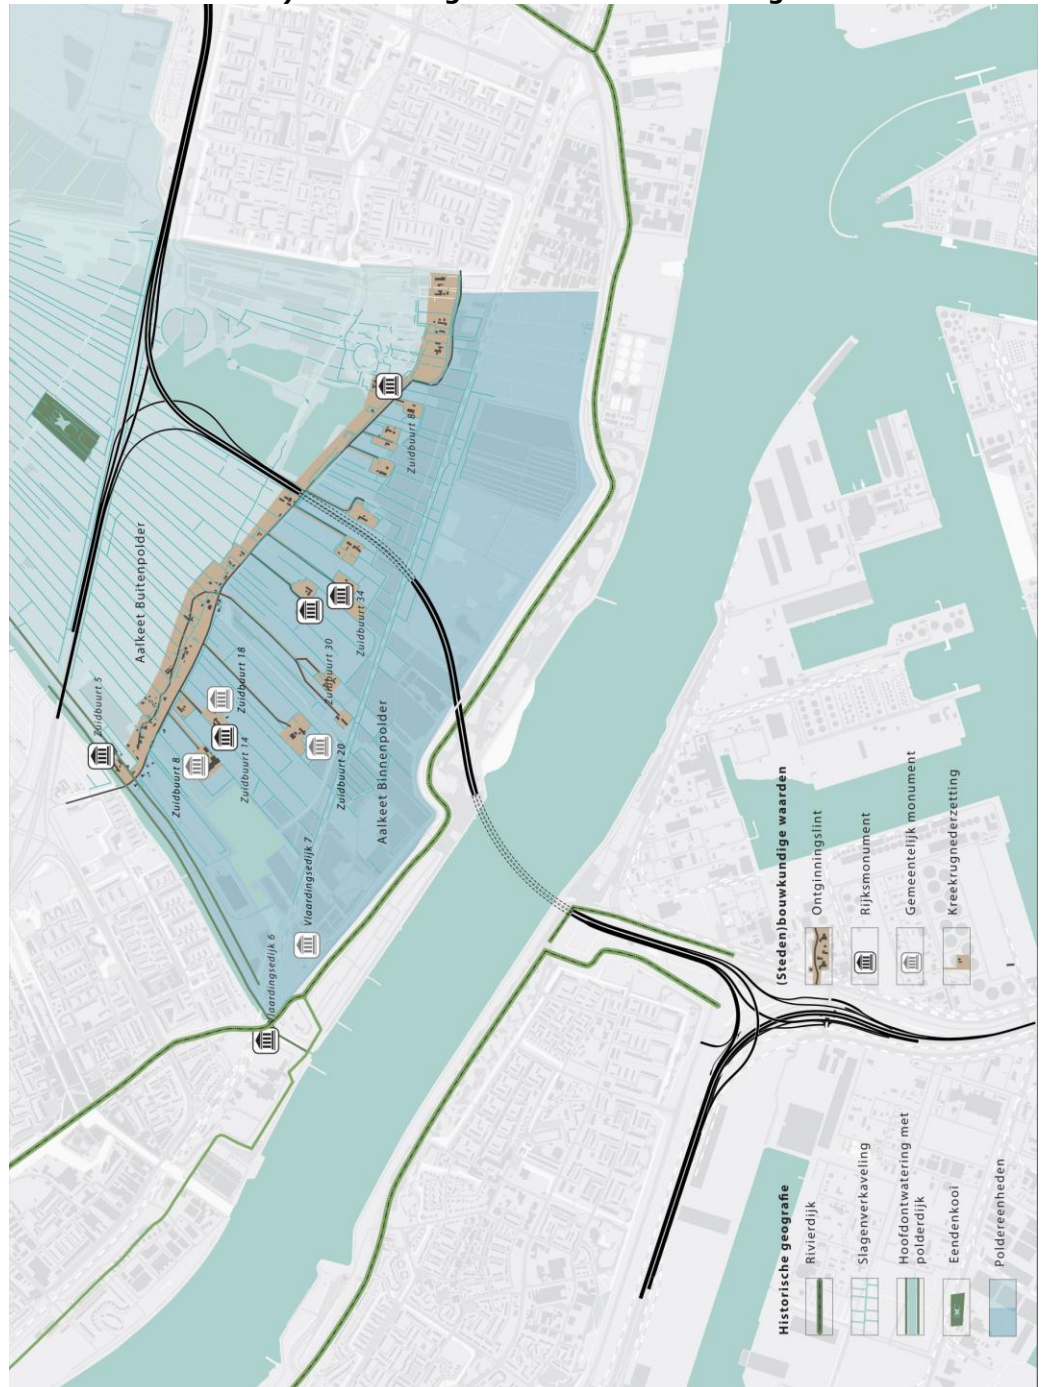 Zuidbuurt 5
Aalkeet Buitenpolder
Zuidbuurt 8
Zuidbuurt 14
Zuidbuurt 18
Zuidbuurt 20
Zuidbuurt 30
Zuidbuurt 34
Zuidbuurt 88
Aalkeet Binnenpolder
Vlaardingsedijk 7
Vlaardingsedijk 6
Historische geografie
Rivierdijk
Slagenverkaveling
Hoofdontwatering met
polderdijk
Eendenkooi
Poldereenheden
(Steden)bouwkundige waarden
Ontginningslint
Rijksmonument
Gemeentelijk monument
Kreekrugnederzetting